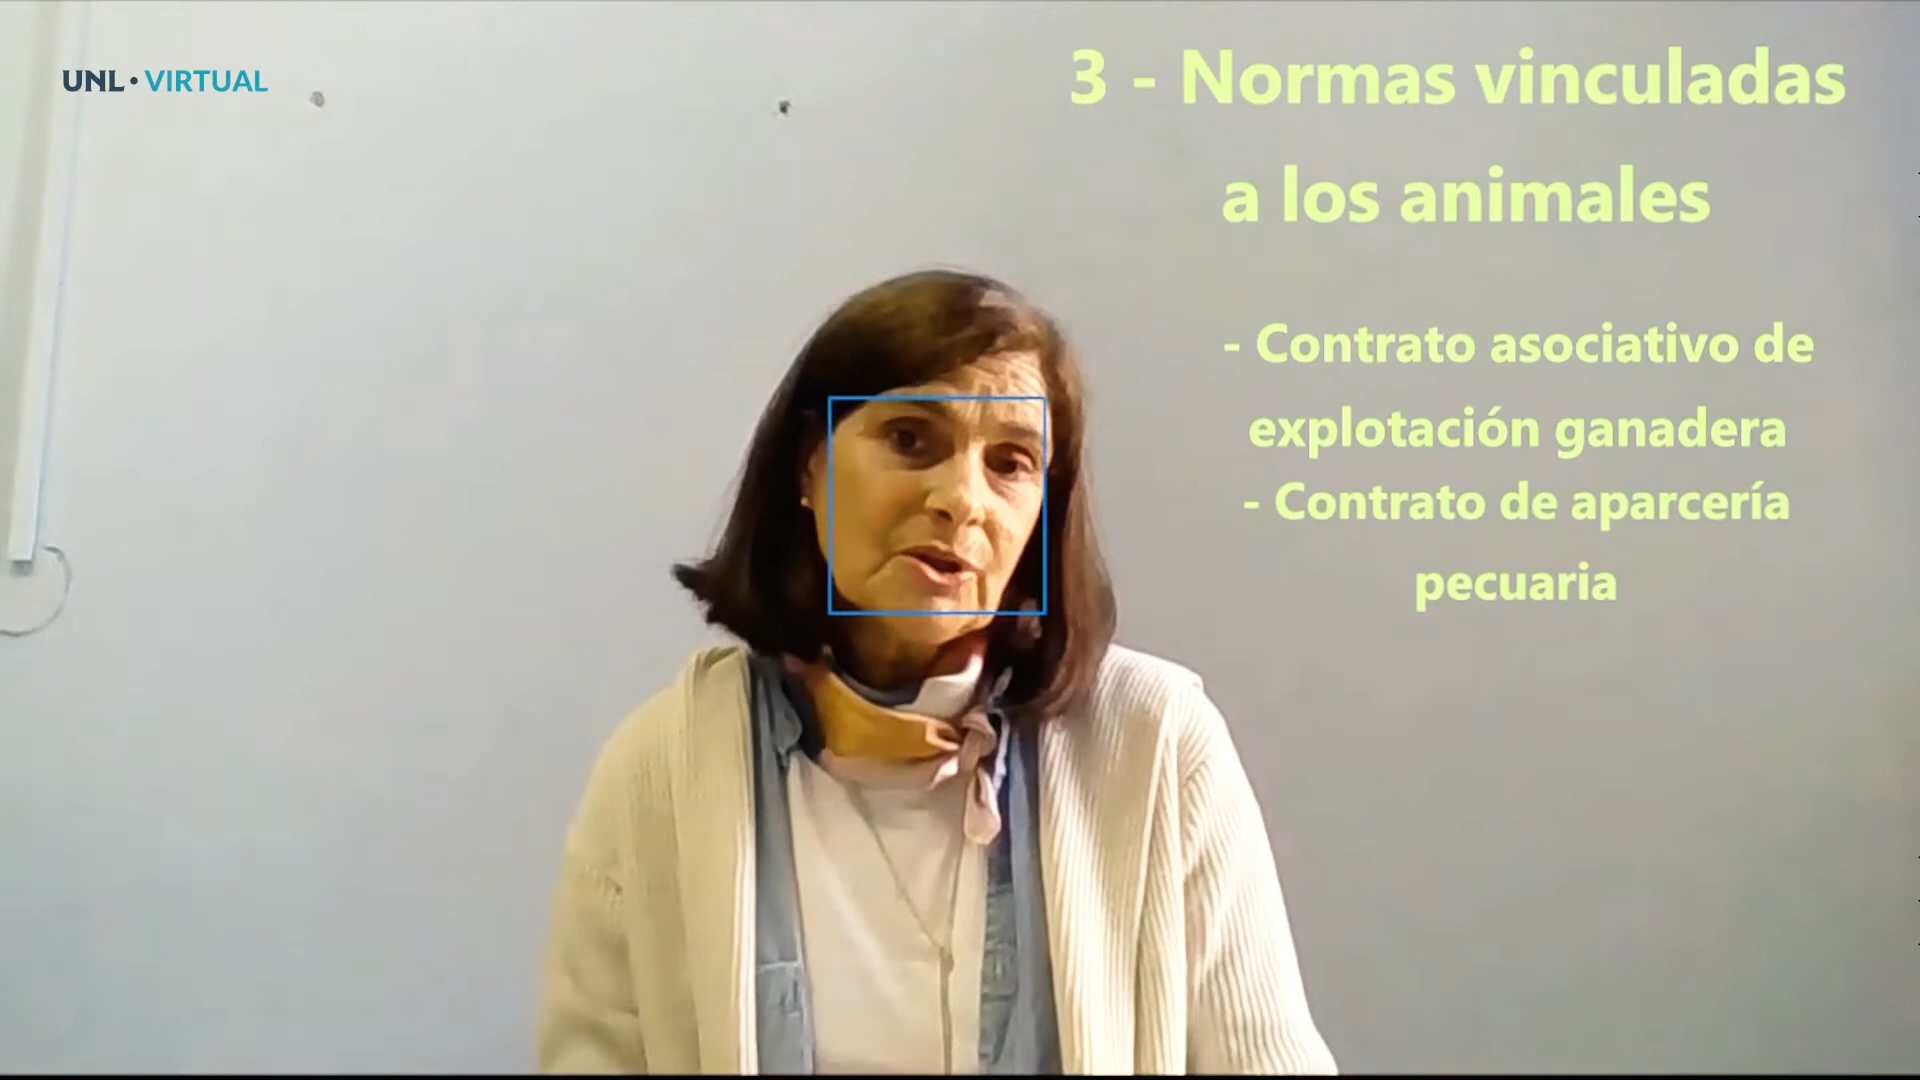 UNL • VIRTUAL
3 - Normas vinculadas
a los animales
- Contrato asociativo de
explotación ganadera
- Contrato de aparcería
pecuaria